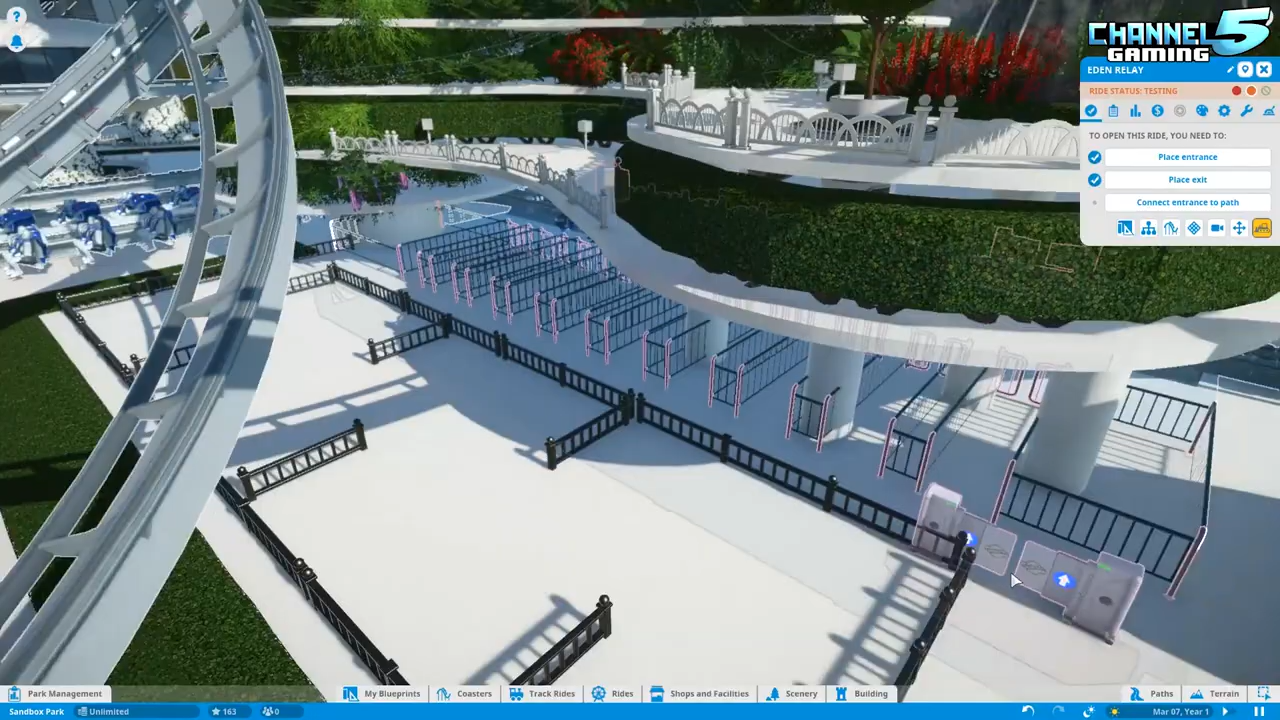 CHANNEL 5
GAMING
EDEN RELAY
RIDE STATUS: TESTING
TO OPEN THIS RIDE, YOU NEED TO:
Place entrance
Place exit
Connect entrance to path
Park Management
My Blueprints
Coasters
Track Rides
Rides
Shops and Facilities
Scenery
Building
Paths
Terrain
Sandbox Park
Unlimited
163
0
Mar 07, Year 1